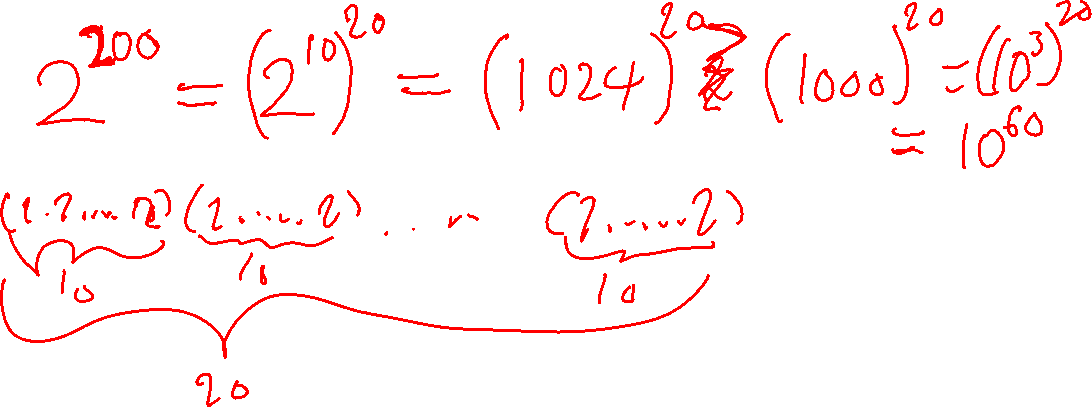 2^200 = (2^10)^20 = (1024)^20 ≥ (1000)^20 = (10^3)^20
= 10^60
(2·2.....2) (2.....2) ..... (2.....2)
10 10 10
20